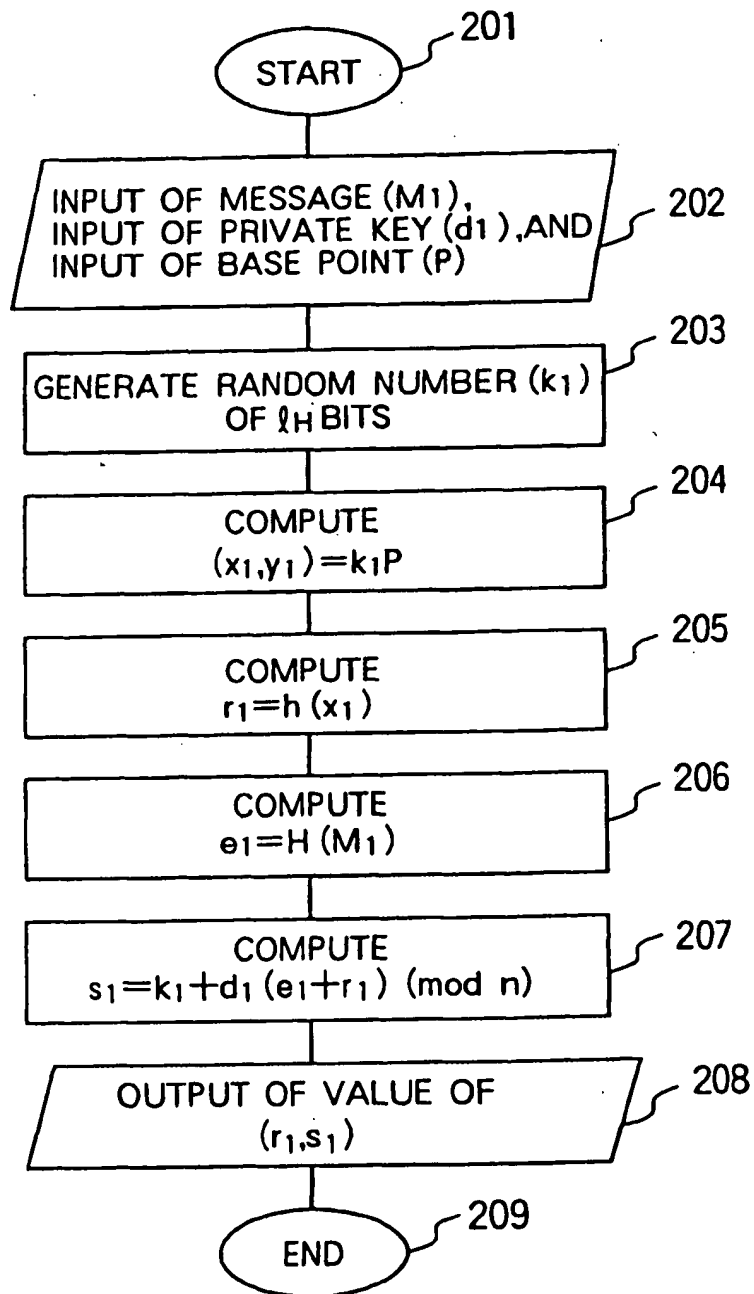 201
START
INPUT OF MESSAGE (M1),
INPUT OF PRIVATE KEY (d1), AND
INPUT OF BASE POINT (P)
202
203
GENERATE RANDOM NUMBER (k1)
OF ℓH BITS
204
COMPUTE
(x1,y1)=k1P
205
COMPUTE
r1=h(x1)
206
COMPUTE
e1=H(M1)
207
COMPUTE
s1=k1+d1(e1+r1) (mod n)
208
OUTPUT OF VALUE OF
(r1,s1)
209
END